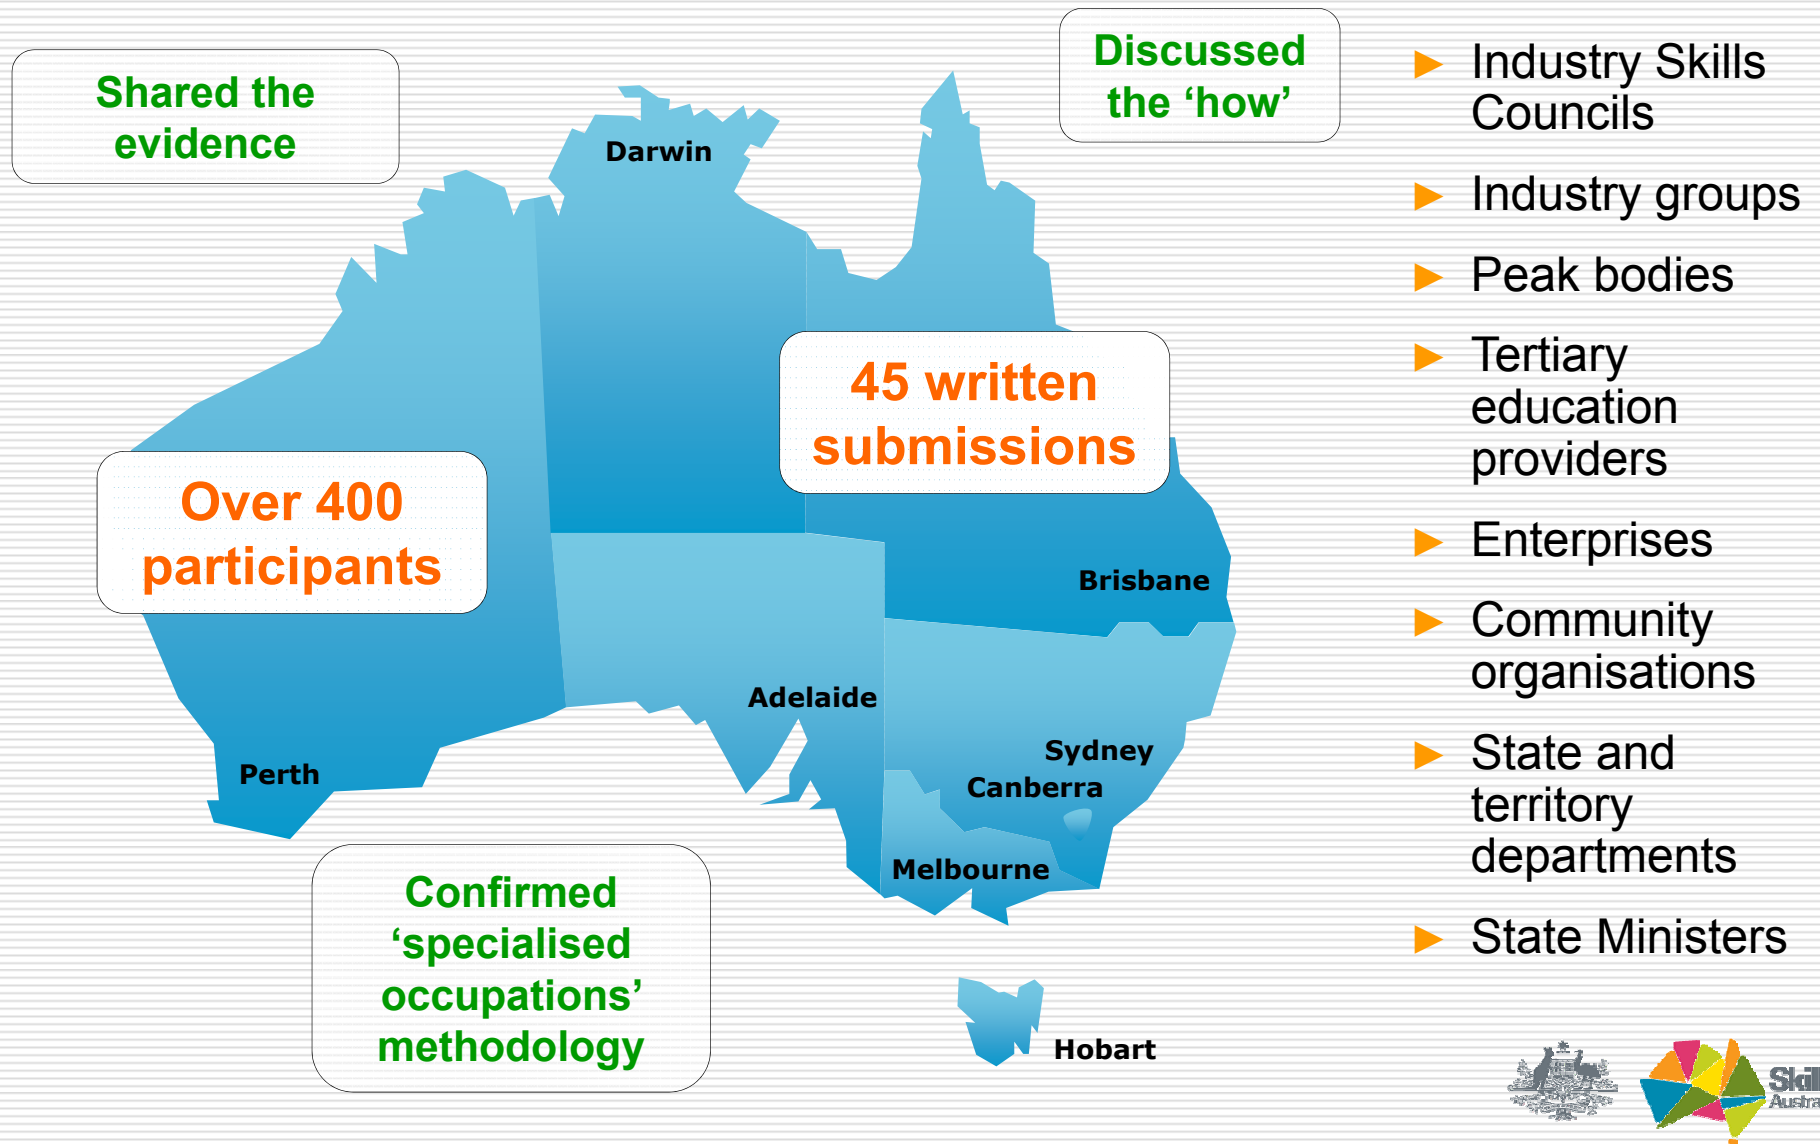 Shared the
evidence
Discussed
the ‘how’
Darwin
45 written
submissions
Over 400
participants
Brisbane
Adelaide
Sydney
Canberra
Perth
Melbourne
Confirmed
‘specialised
occupations’
methodology
Hobart
► Industry Skills
Councils
► Industry groups
► Peak bodies
► Tertiary
education
providers
► Enterprises
► Community
organisations
► State and
territory
departments
► State Ministers